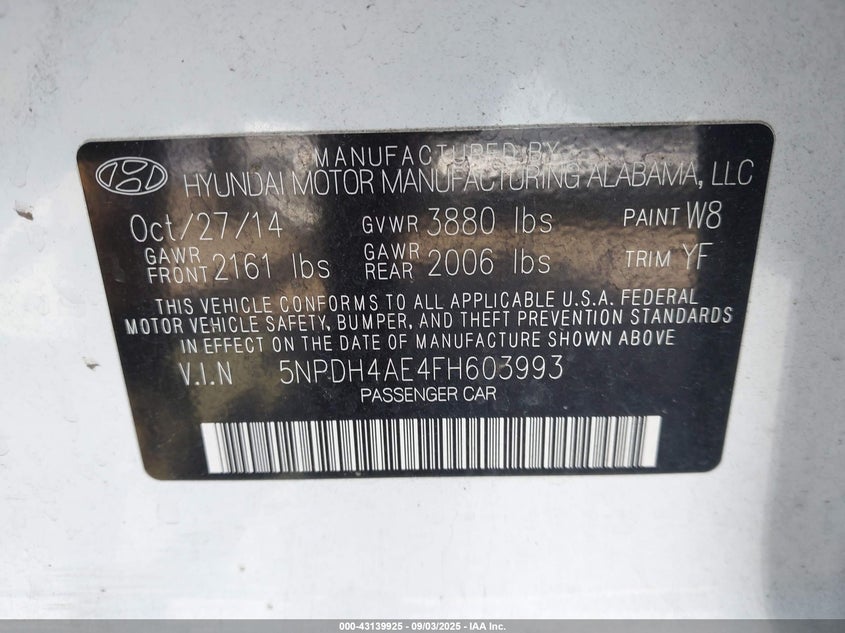 MANUFACTURED BY
HYUNDAI MOTOR MANUFACTURING ALABAMA, LLC
Oct/27/14 GVWR 3880 lbs PAINT W8
GAWR FRONT 2161 lbs GAWR REAR 2006 lbs TRIM YF
THIS VEHICLE CONFORMS TO ALL APPLICABLE U.S.A. FEDERAL
MOTOR VEHICLE SAFETY, BUMPER, AND THEFT PREVENTION STANDARDS
IN EFFECT ON THE DATE OF MANUFACTURE SHOWN ABOVE
V.I.N 5NPDH4AE4FH603993
PASSENGER CAR
000-43139925 - 09/03/2025 - IAA Inc.